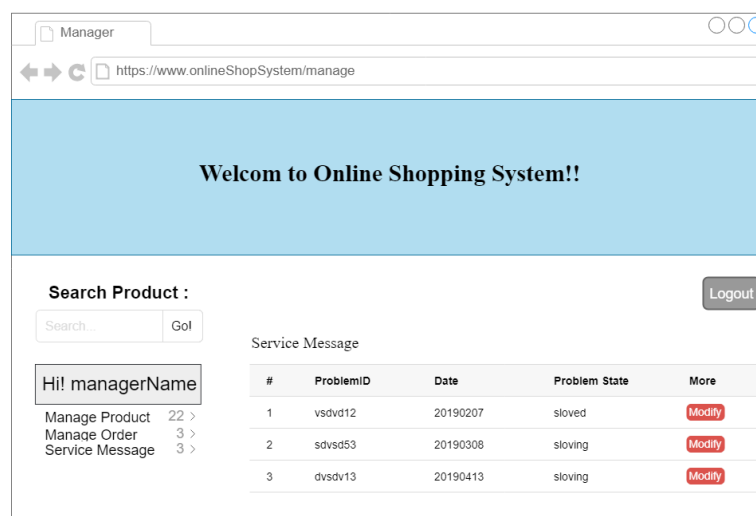 Manager
https://www.onlineShopSystem/manage
Welcom to Online Shopping System!!
Search Product :
Search...
Go!
Logout
Hi! managerName
Manage Product 22 >
Manage Order 3 >
Service Message 3 >
Service Message
# ProblemID Date Problem State More
1 vsdvd12 20190207 sloved Modify
2 sdvsd53 20190308 sloving Modify
3 dvsdv13 20190413 sloving Modify